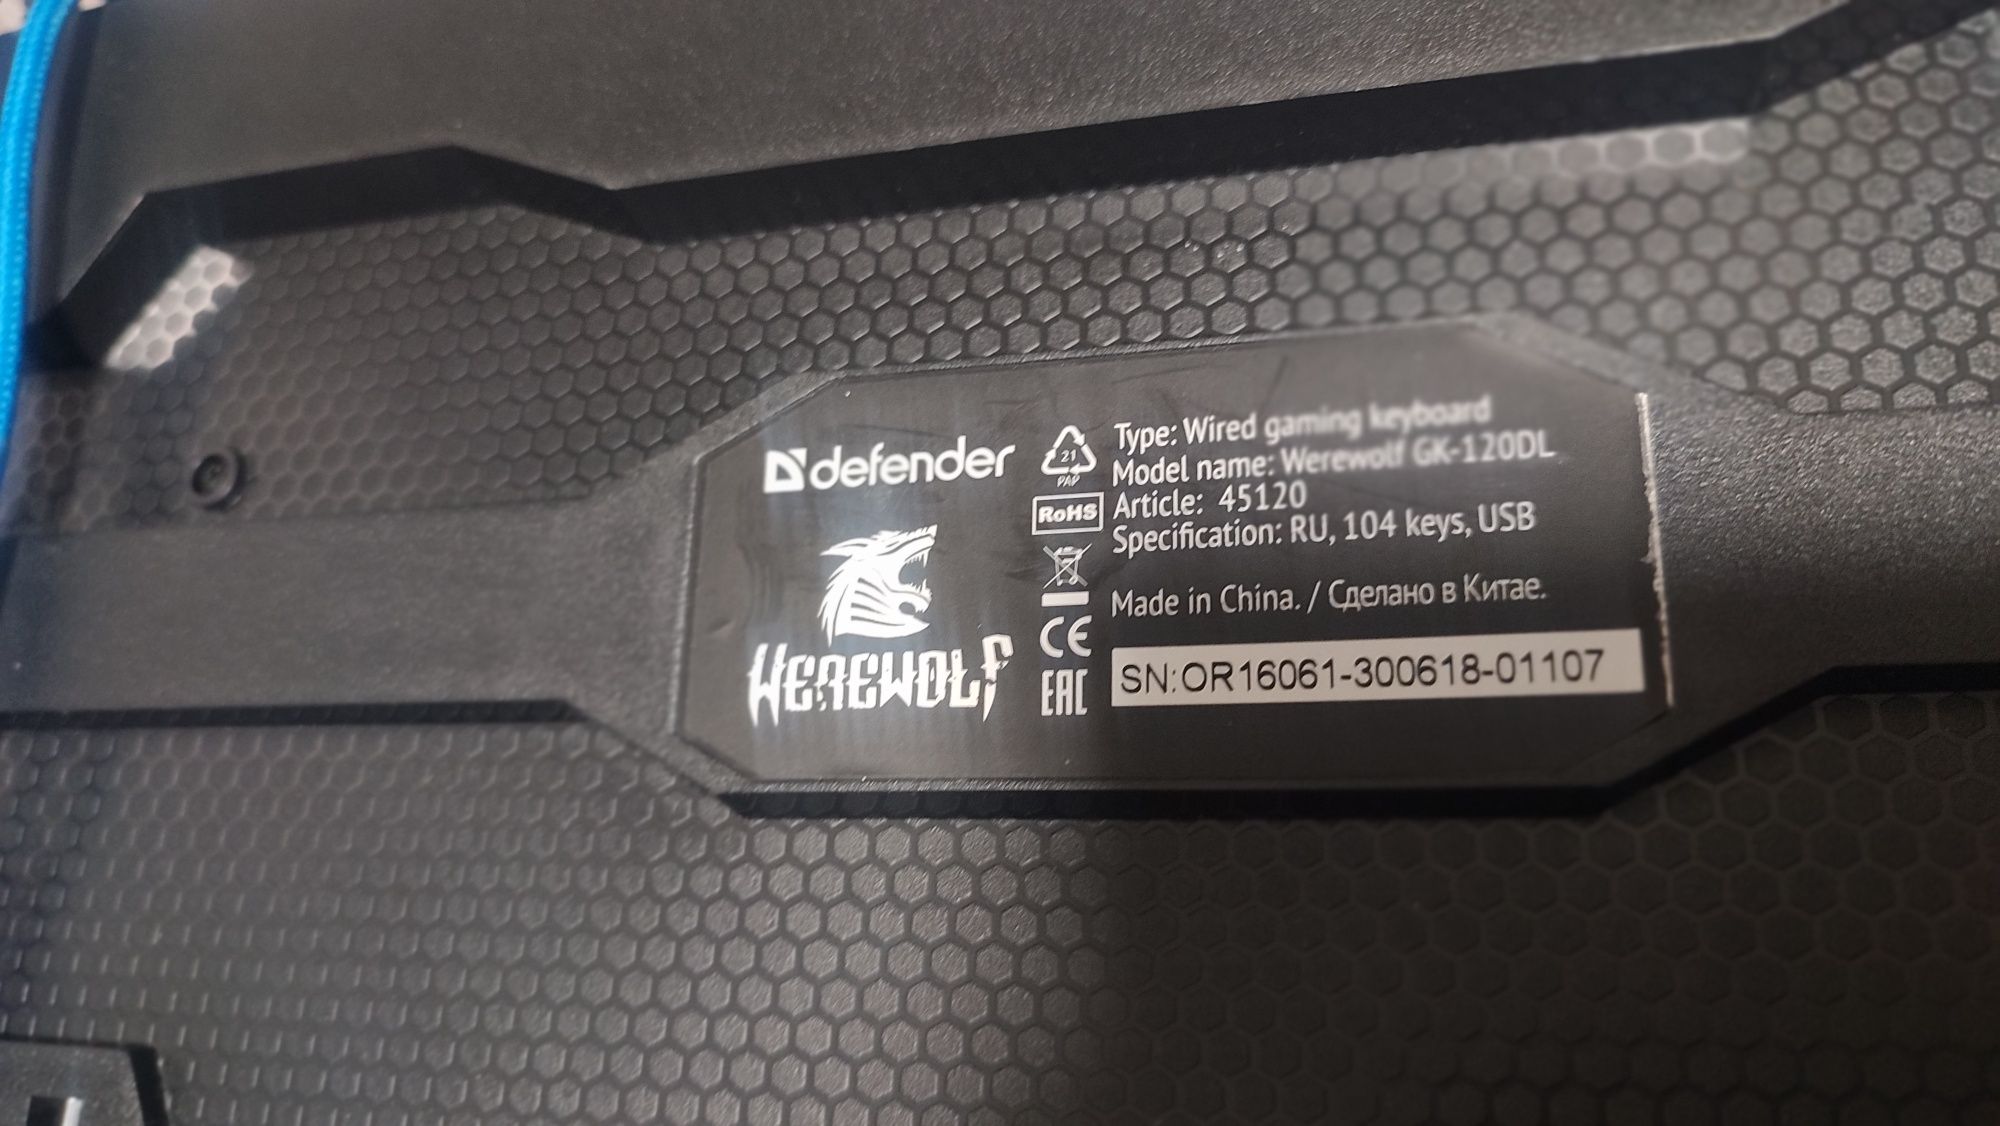 defender
WEREWOLF
21
PAP
RoHS
CE
EAC
Type: Wired gaming keyboard
Model name: Werewolf GK-120DL
Article: 45120
Specification: RU, 104 keys, USB
Made in China. / Сделано в Китае.
SN:OR16061-300618-01107